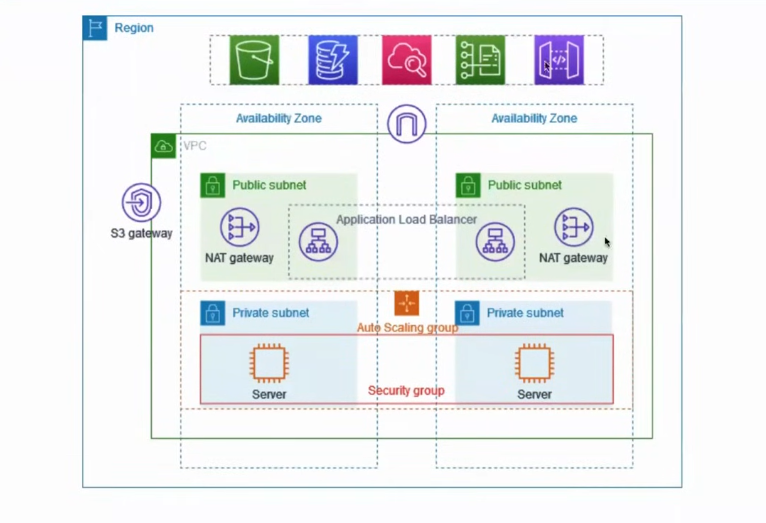 Region
Availability Zone
Availability Zone
VPC
Public subnet
Public subnet
S3 gateway
Application Load Balancer
NAT gateway
NAT gateway
Private subnet
Private subnet
Auto Scaling group
Security group
Server
Server